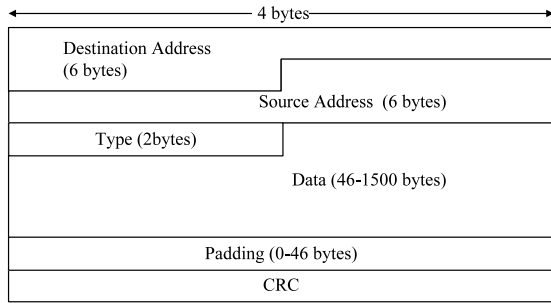 4 bytes
Destination Address
(6 bytes)
Source Address (6 bytes)
Type (2bytes)
Data (46-1500 bytes)
Padding (0-46 bytes)
CRC